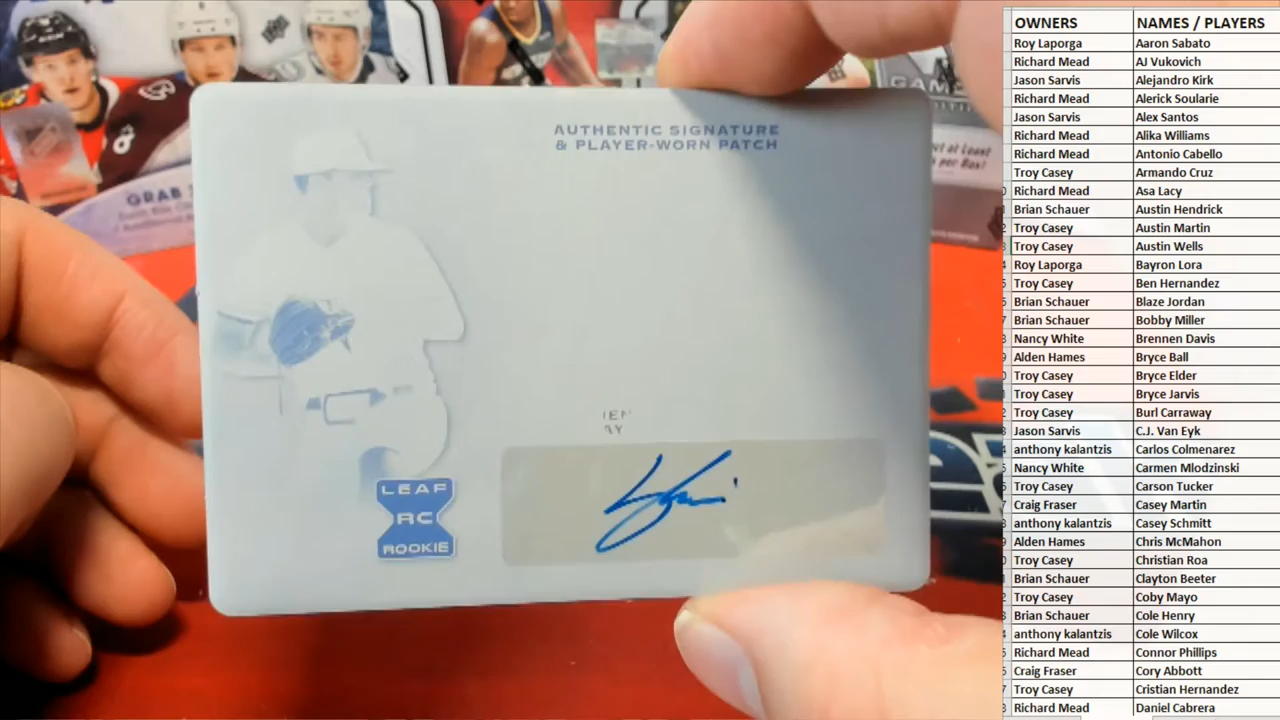 AUTHENTIC SIGNATURE
& PLAYER-WORN PATCH
LEAF
RC
ROOKIE
GRAB
GAME
OWNERS NAMES / PLAYERS
Roy Laporga Aaron Sabato
Richard Mead AJ Vukovich
Jason Sarvis Alejandro Kirk
Richard Mead Alerick Soularie
Jason Sarvis Alex Santos
Richard Mead Alika Williams
Richard Mead Antonio Cabello
Troy Casey Armando Cruz
Richard Mead Asa Lacy
Brian Schauer Austin Hendrick
Troy Casey Austin Martin
Troy Casey Austin Wells
Roy Laporga Bayron Lora
Troy Casey Ben Hernandez
Brian Schauer Blaze Jordan
Brian Schauer Bobby Miller
Nancy White Brennen Davis
Alden Hames Bryce Ball
Troy Casey Bryce Elder
Troy Casey Bryce Jarvis
Troy Casey Burl Carraway
Jason Sarvis C.J. Van Eyk
anthony kalantzis Carlos Colmenarez
Nancy White Carmen Mlodzinski
Troy Casey Carson Tucker
Craig Fraser Casey Martin
anthony kalantzis Casey Schmitt
Alden Hames Chris McMahon
Troy Casey Christian Roa
Brian Schauer Clayton Beeter
Troy Casey Coby Mayo
Brian Schauer Cole Henry
anthony kalantzis Cole Wilcox
Richard Mead Connor Phillips
Craig Fraser Cory Abbott
Troy Casey Cristian Hernandez
Richard Mead Daniel Cabrera